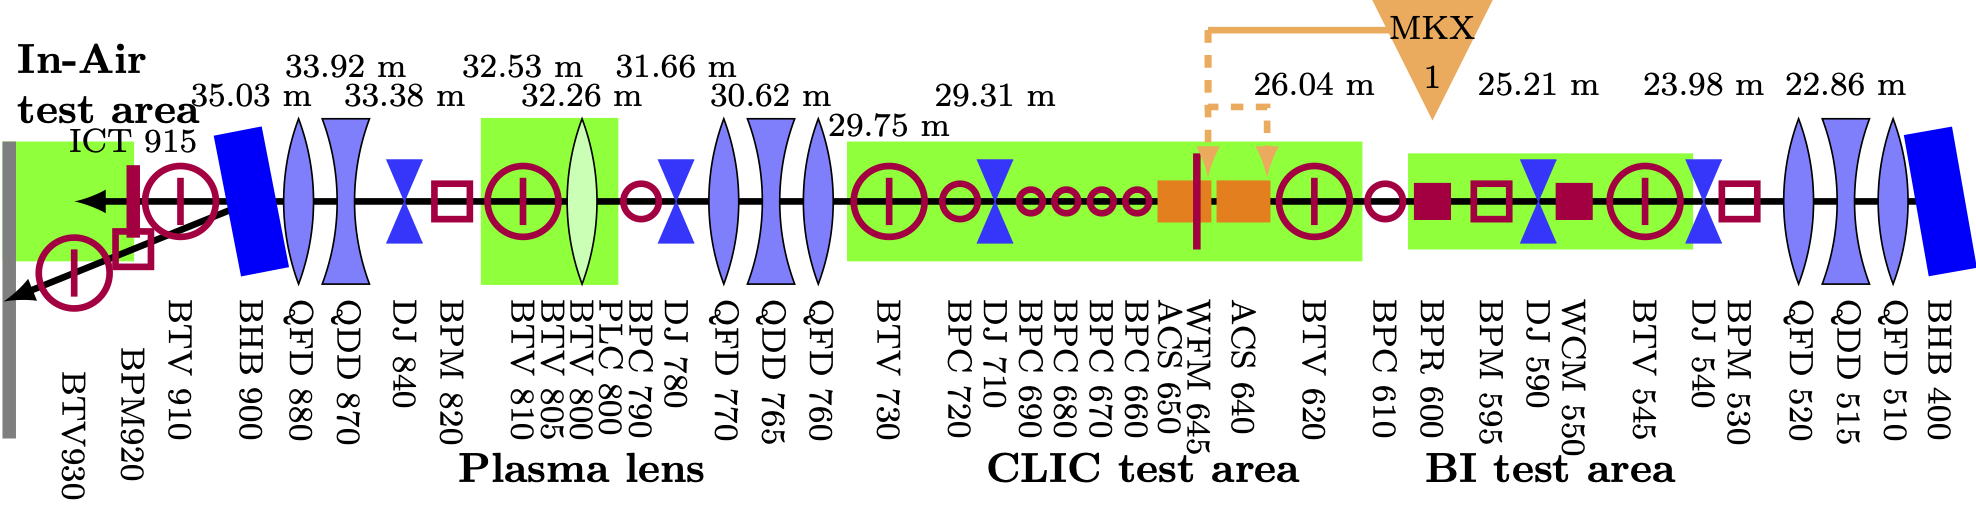 MKX
1
In-Air
test area
33.92 m
32.53 m
31.66 m
35.03 m
33.38 m
32.26 m
30.62 m
29.31 m
26.04 m
25.21 m
23.98 m
22.86 m
29.75 m
ICT 915
BTV930
BPM920
BTV 910
BHB 900
QFD 880
QDD 870
DJ 840
BPM 820
BTV 810
BTV 805
BTV 800
PLC 800
BPC 790
DJ 780
QFD 770
QDD 765
QFD 760
BTV 730
BPC 720
DJ 710
BPC 690
BPC 680
BPC 670
BPC 660
ACS 650
WFM 645
ACS 640
BTV 620
BPC 610
BPR 600
BPM 595
DJ 590
WCM 550
BTV 545
DJ 540
BPM 530
QFD 520
QDD 515
QFD 510
BHB 400
Plasma lens
CLIC test area
BI test area